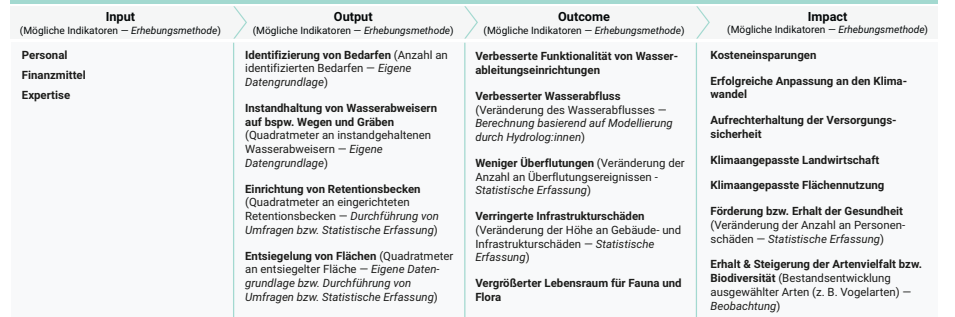 Input
(Mögliche Indikatoren – Erhebungsmethode)
Personal
Finanzmittel
Expertise
Output
(Mögliche Indikatoren – Erhebungsmethode)
Identifizierung von Bedarfen (Anzahl an
identifizierten Bedarfen – Eigene
Datengrundlage)
Instandhaltung von Wasserabweisern
auf bspw. Wegen und Gräben
(Quadratmeter an instandgehaltenen
Wasserabweisern – Eigene
Datengrundlage)
Einrichtung von Retentionsbecken
(Quadratmeter an eingerichteten
Retentionsbecken – Durchführung von
Umfragen bzw. Statistische Erfassung)
Entsiegelung von Flächen (Quadratmeter
an entsiegelter Fläche – Eigene Daten-
grundlage bzw. Durchführung von
Umfragen bzw. Statistische Erfassung)
Outcome
(Mögliche Indikatoren – Erhebungsmethode)
Verbesserte Funktionalität von Wasser-
ableitungseinrichtungen
Verbesserter Wasserabfluss
(Veränderung des Wasserabflusses –
Berechnung basierend auf Modellierung
durch Hydrolog:innen)
Weniger Überflutungen (Veränderung der
Anzahl an Überflutungsereignissen -
Statistische Erfassung)
Verringerte Infrastrukturschäden
(Veränderung der Höhe an Gebäude- und
Infrastrukturschäden – Statistische
Erfassung)
Vergrößerter Lebensraum für Fauna und
Flora
Impact
(Mögliche Indikatoren – Erhebungsmethode)
Kosteneinsparungen
Erfolgreiche Anpassung an den Klima-
wandel
Aufrechterhaltung der Versorgungs-
sicherheit
Klimaangepasste Landwirtschaft
Klimaangepasste Flächennutzung
Förderung bzw. Erhalt der Gesundheit
(Veränderung der Anzahl an Personen-
schäden – Statistische Erfassung)
Erhalt & Steigerung der Artenvielfalt bzw.
Biodiversität (Bestandsentwicklung
ausgewählter Arten (z. B. Vogelarten) –
Beobachtung)